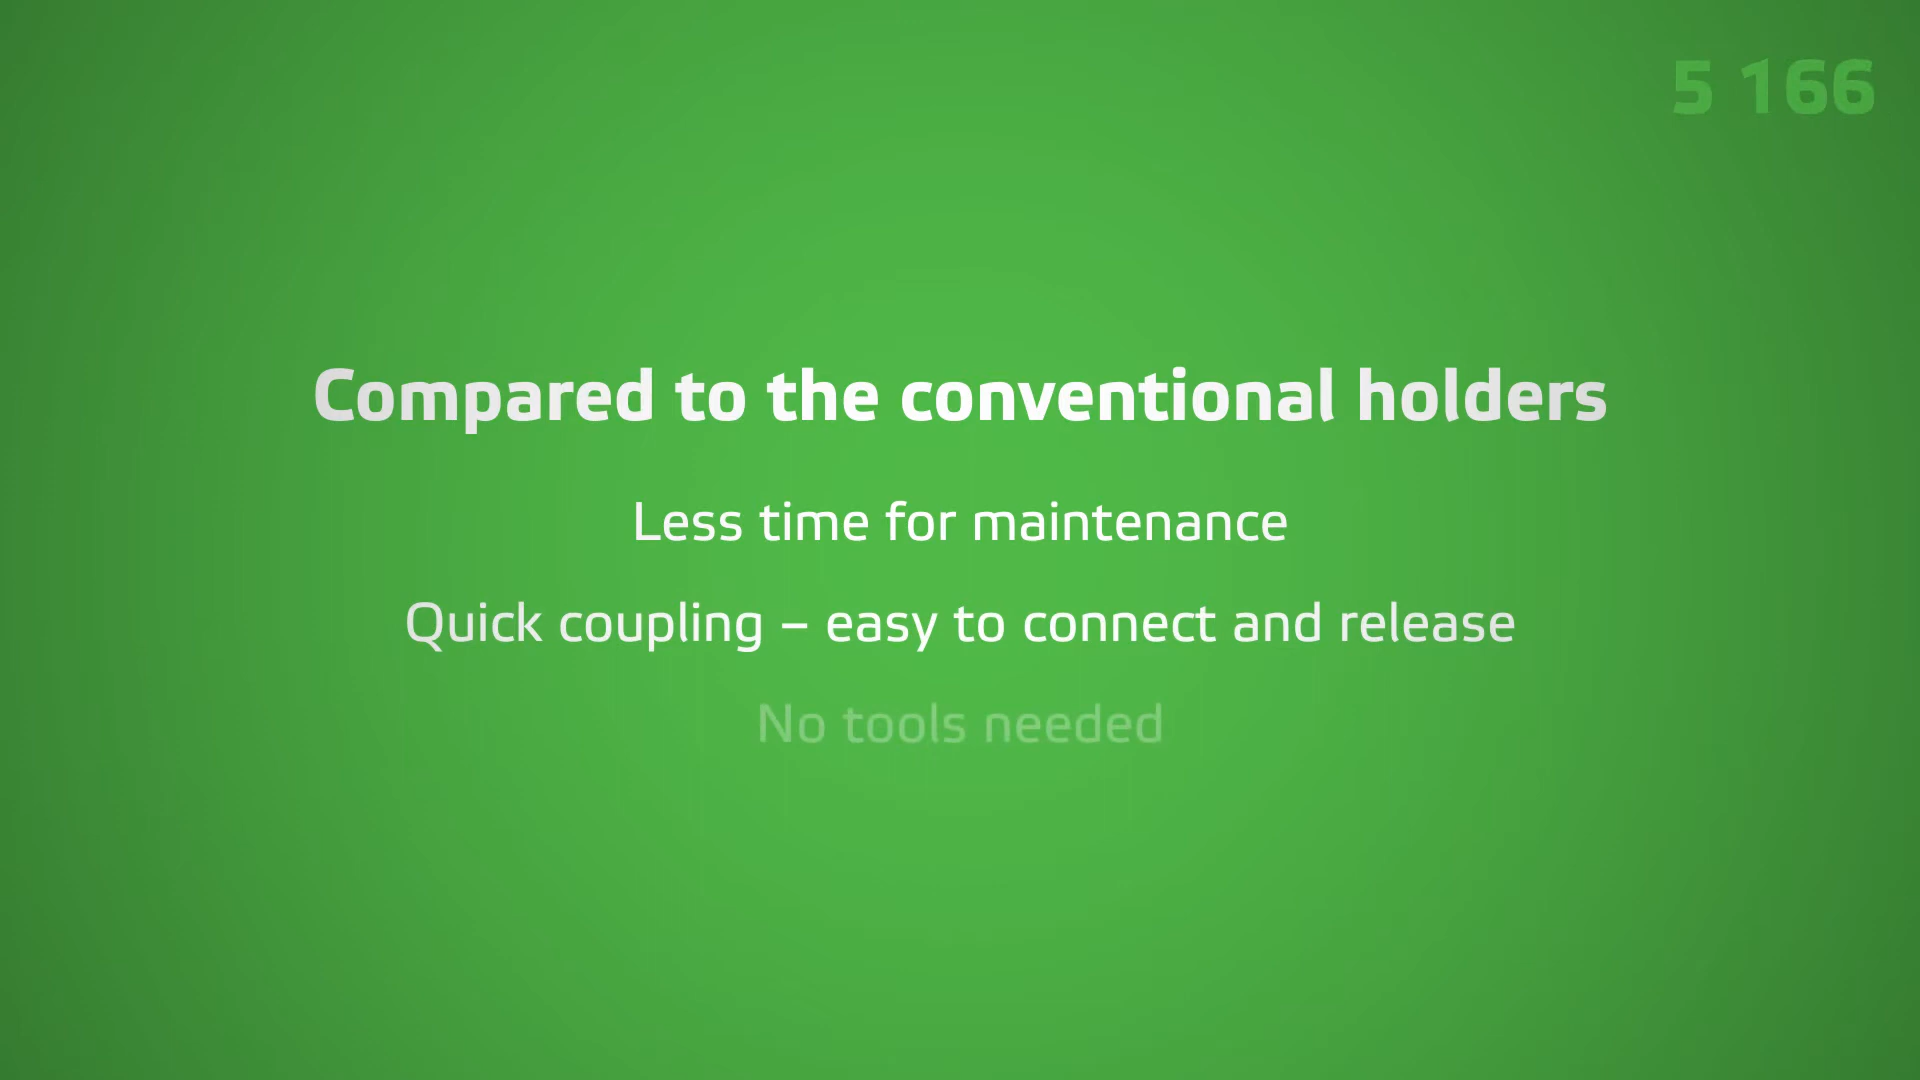 5 166
Compared to the conventional holders
Less time for maintenance
Quick coupling – easy to connect and release
No tools needed